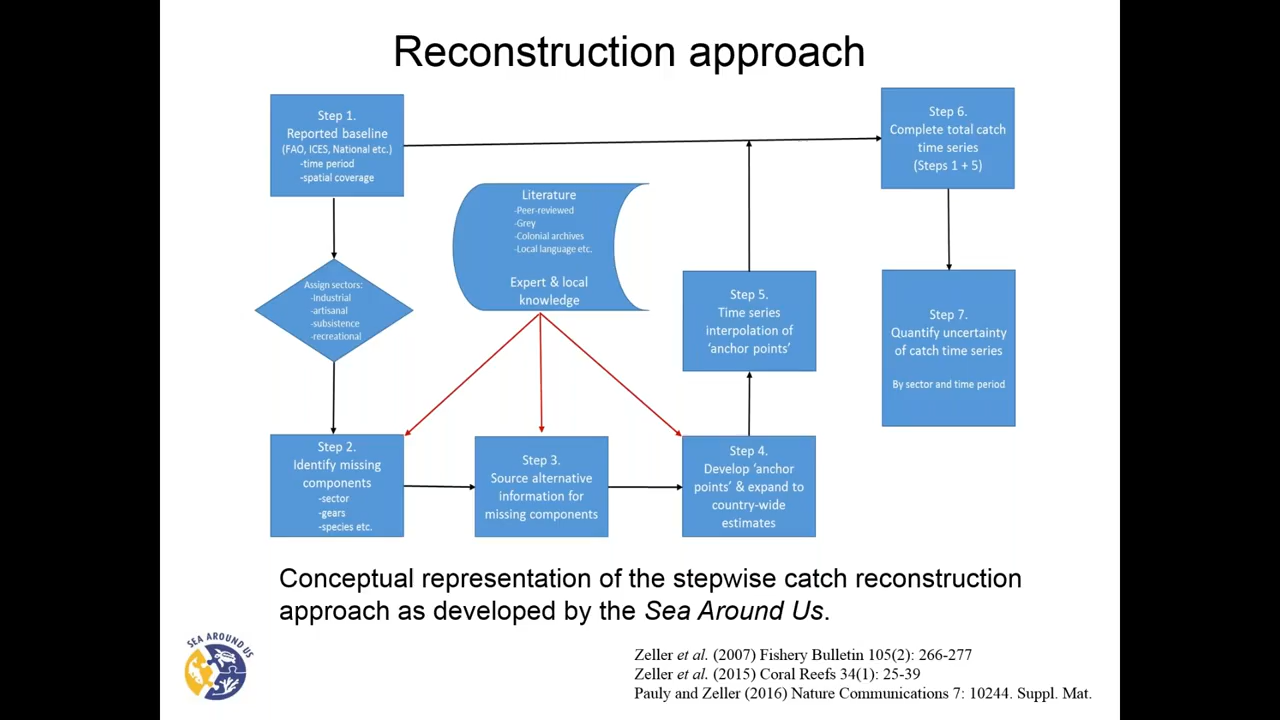 Reconstruction approach
Step 1.
Reported baseline
(FAO, ICES, National etc.)
-time period
-spatial coverage
Assign sectors:
-Industrial
-artisanal
-subsistence
-recreational
Step 2.
Identify missing
components
-sector
-gears
-species etc.
Literature
-Peer-reviewed
-Grey
-Colonial archives
-Local language etc.
Expert & local
knowledge
Step 3.
Source alternative
information for
missing components
Step 4.
Develop ‘anchor
points’ & expand to
country-wide
estimates
Step 5.
Time series
interpolation of
‘anchor points’
Step 6.
Complete total catch
time series
(Steps 1 + 5)
Step 7.
Quantify uncertainty
of catch time series
By sector and time period
Conceptual representation of the stepwise catch reconstruction
approach as developed by the Sea Around Us.
SEA AROUND US
Zeller et al. (2007) Fishery Bulletin 105(2): 266-277
Zeller et al. (2015) Coral Reefs 34(1): 25-39
Pauly and Zeller (2016) Nature Communications 7: 10244. Suppl. Mat.